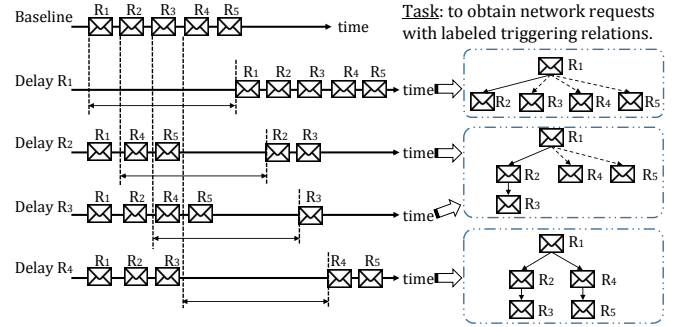 Baseline R1 R2 R3 R4 R5 time
Task: to obtain network requests
with labeled triggering relations.
Delay R1 R1 R2 R3 R4 R5 time
R1
R2 R3 R4 R5
Delay R2 R1 R4 R5 R2 R3 time
R1
R2 R4 R5
R3
Delay R3 R1 R2 R4 R5 R3 time
Delay R4 R1 R2 R3 R4 R5 time
R1
R2 R4
R3 R5